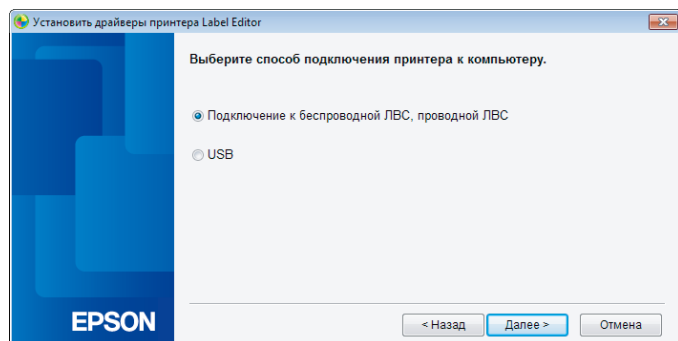 Установить драйверы принтера Label Editor
Выберите способ подключения принтера к компьютеру.
Подключение к беспроводной ЛВС, проводной ЛВС
USB
EPSON
< Назад
Далее >
Отмена